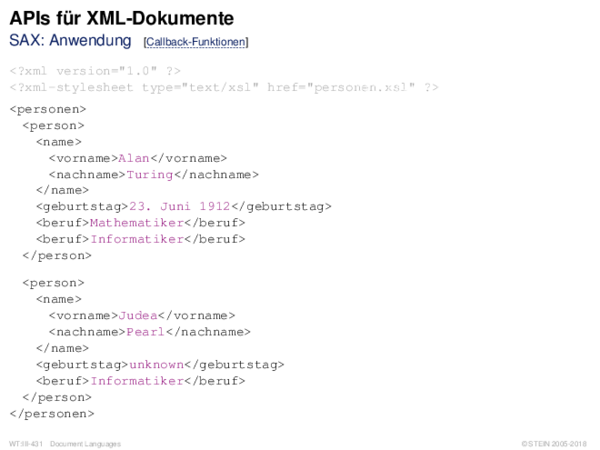 APIs für XML-Dokumente
SAX: Anwendung [Callback-Funktionen]
<?xml version="1.0" ?>
<?xml-stylesheet type="text/xsl" href="personen.xsl" ?>
<personen>
<person>
<name>
<vorname>Alan</vorname>
<nachname>Turing</nachname>
</name>
<geburtstag>23. Juni 1912</geburtstag>
<beruf>Mathematiker</beruf>
<beruf>Informatiker</beruf>
</person>
<person>
<name>
<vorname>Judea</vorname>
<nachname>Pearl</nachname>
</name>
<geburtstag>unknown</geburtstag>
<beruf>Informatiker</beruf>
</person>
</personen>
WT:III-431 Document Languages © STEIN 2005-2018